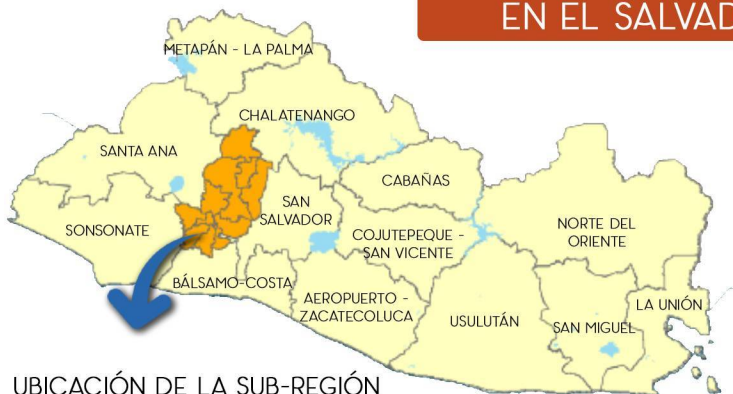 EN EL SALVAD
METAPÁN - LA PALMA
CHALATENANGO
SANTA ANA
CABAÑAS
SAN
SALVADOR
SONSONATE
COJUTEPEQUE -
SAN VICENTE
NORTE DEL
ORIENTE
BÁLSAMO-COSTA
AEROPUERTO -
ZACATECOLUCA
USULUTÁN
SAN MIGUEL
LA UNIÓN
UBICACIÓN DE LA SUB-REGIÓN